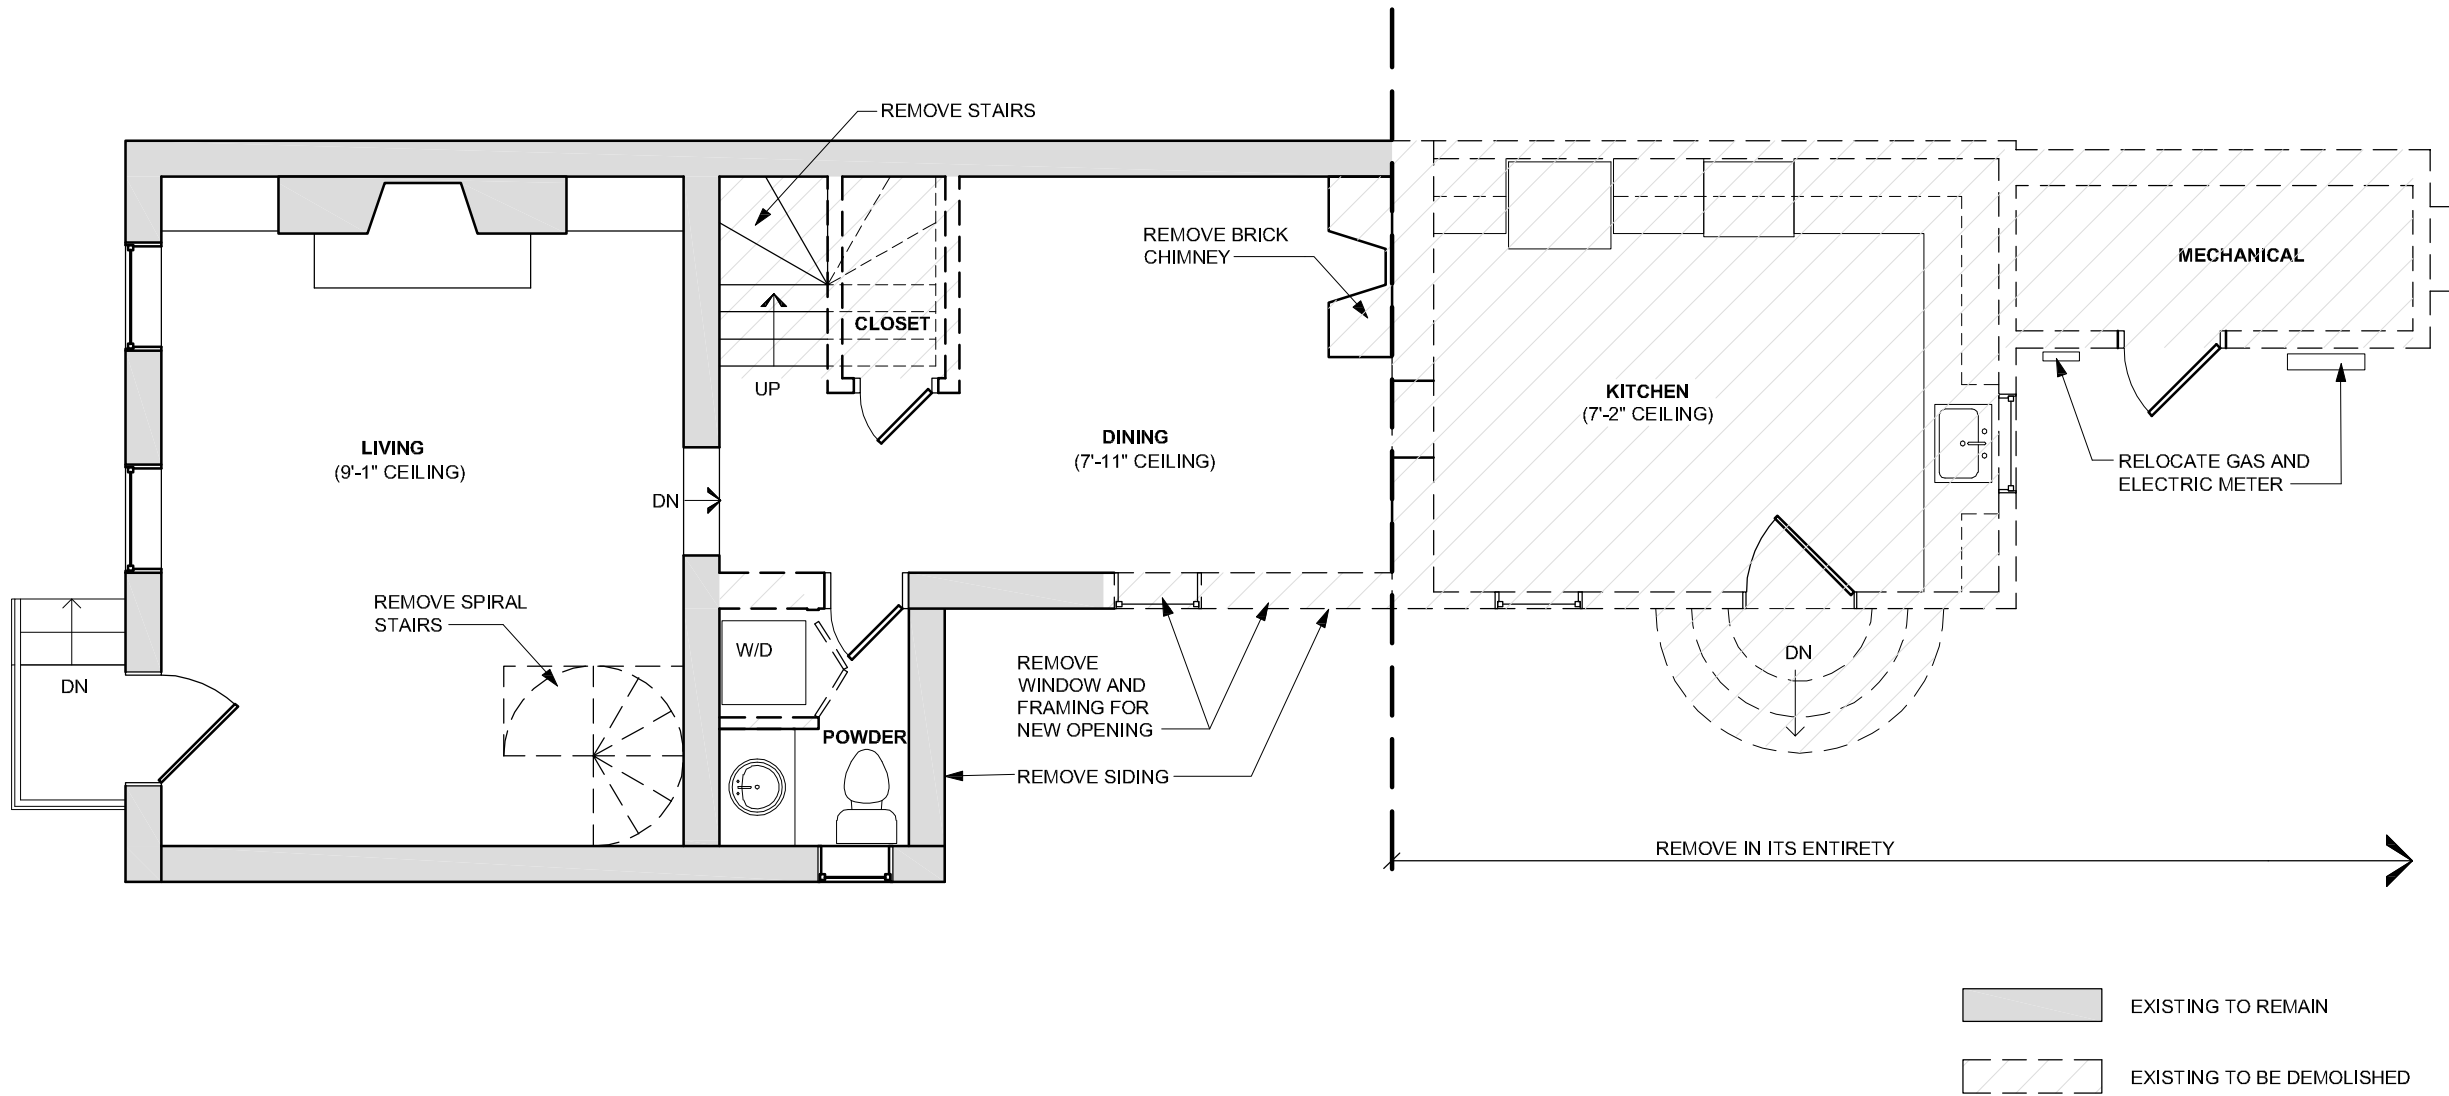 REMOVE STAIRS
REMOVE BRICK
CHIMNEY
MECHANICAL
CLOSET
UP
KITCHEN
(7'-2" CEILING)
LIVING
(9'-1" CEILING)
DINING
(7'-11" CEILING)
DN
RELOCATE GAS AND
ELECTRIC METER
REMOVE SPIRAL
STAIRS
W/D
DN
REMOVE
WINDOW AND
FRAMING FOR
NEW OPENING
DN
POWDER
REMOVE SIDING
REMOVE IN ITS ENTIRETY
EXISTING TO REMAIN
EXISTING TO BE DEMOLISHED